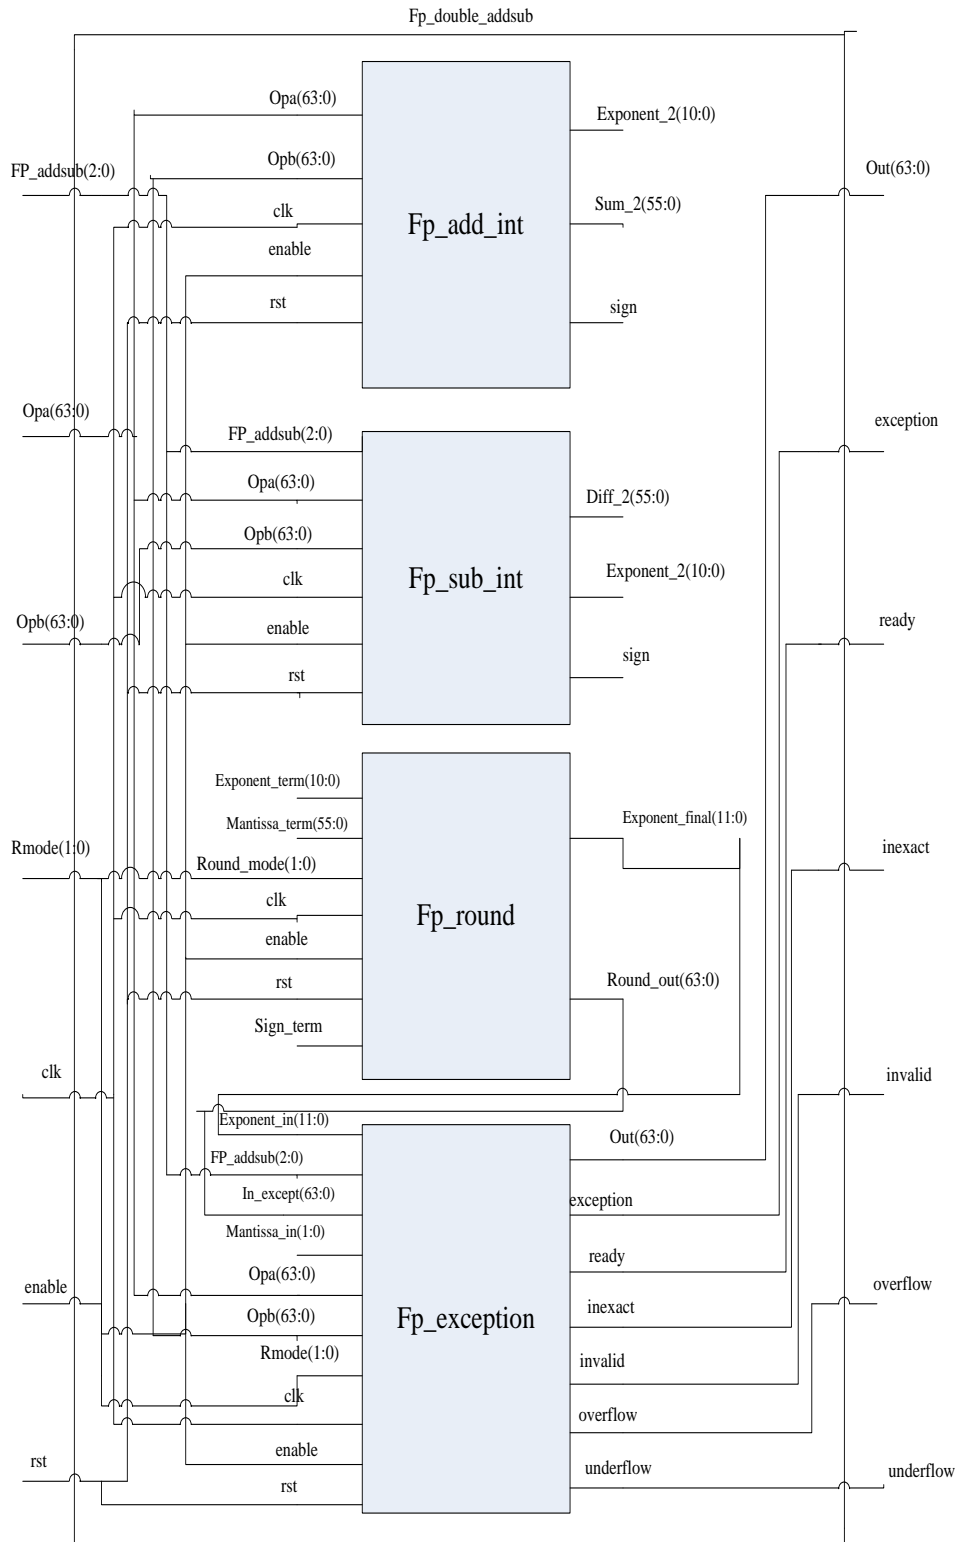 Fp_double_addsub
Opa(63:0)
Exponent_2(10:0)
Opb(63:0)
FP_addsub(2:0)
Out(63:0)
clk
Sum_2(55:0)
Fp_add_int
enable
rst
sign
Opa(63:0)
exception
FP_addsub(2:0)
Opa(63:0)
Diff_2(55:0)
Opb(63:0)
clk
Fp_sub_int
Exponent_2(10:0)
Opb(63:0)
enable
ready
sign
rst
Exponent_term(10:0)
Mantissa_term(55:0)
Exponent_final(11:0)
Rmode(1:0)
Round_mode(1:0)
inexact
clk
Fp_round
enable
rst
Round_out(63:0)
Sign_term
clk
invalid
Exponent_in(11:0)
Out(63:0)
FP_addsub(2:0)
In_except(63:0)
exception
Mantissa_in(1:0)
ready
Opa(63:0)
enable
overflow
Opb(63:0)
inexact
Fp_exception
Rmode(1:0)
invalid
clk
overflow
enable
rst
underflow
underflow
rst